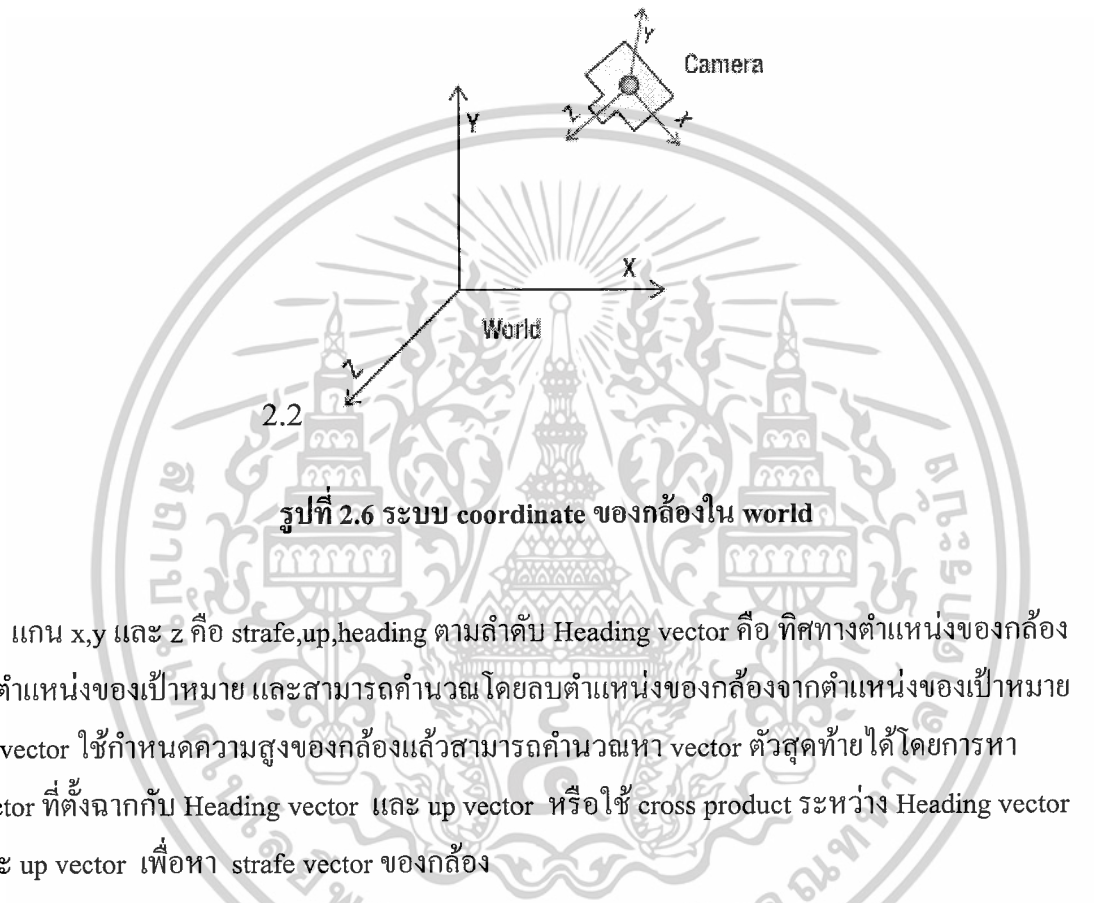 Y
Camera
Z
X
Y
X
World
Z
2.2
รูปที่ 2.6 ระบบ coordinate ของกล้องใน world
แกน x,y และ z คือ strafe,up,heading ตามลำดับ Heading vector คือ ทิศทางตำแหน่งของกล้อง
ตำแหน่งของเป้าหมาย และสามารถคำนวณโดยลบตำแหน่งของกล้องจากตำแหน่งของเป้าหมาย
vector ใช้กำหนดความสูงของกล้องแล้วสามารถคำนวณหา vector ตัวสุดท้ายได้โดยการหา
ctor ที่ตั้งฉากกับ Heading vector และ up vector หรือใช้ cross product ระหว่าง Heading vector
ะ up vector เพื่อหา strafe vector ของกล้อง